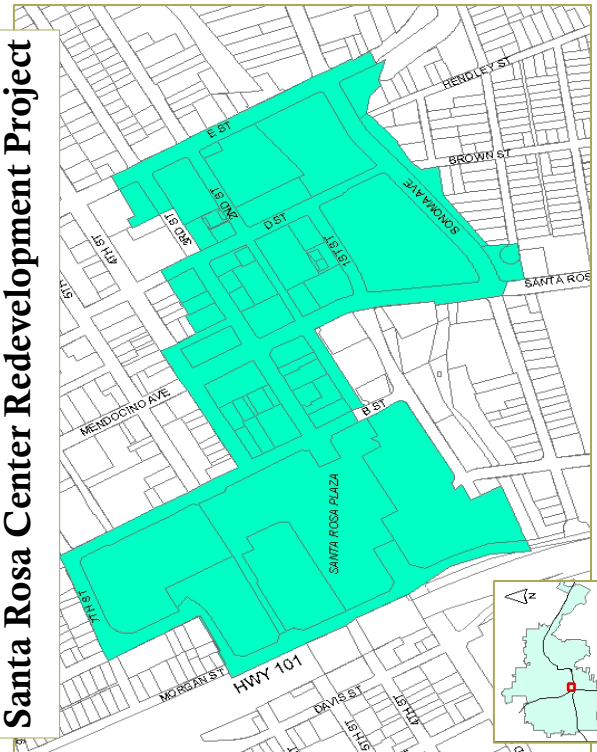 Santa Rosa Center Redevelopment Project
HENDLEY ST
E ST
BROWN ST
SONOMA AVE
2ND ST
D ST
3RD ST
4TH ST
1ST ST
5TH
SANTA ROS
MENDOCINO AVE
B ST
SANTA ROSA PLAZA
7TH ST
MORGAN ST
HWY 101
DAVIS ST
4TH ST
5TH ST
N